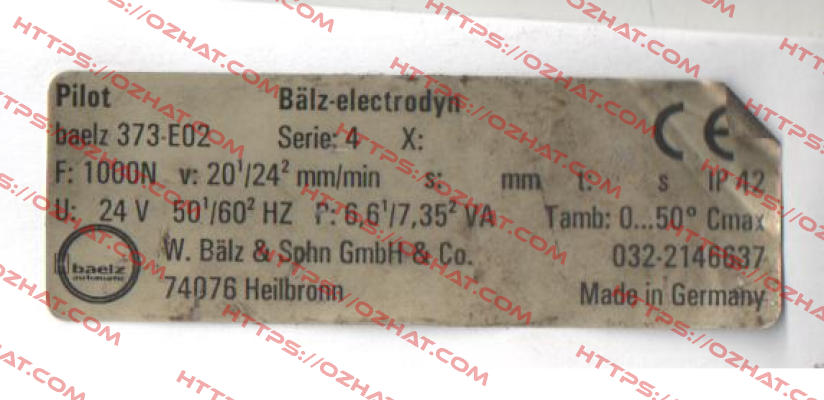 Pilot Bälz-electrodyn
baelz 373-E02 Serie: 4 X:
F: 1000N v: 20¹/24² mm/min s: mm t: s IP 42
U: 24 V 50¹/60² HZ P: 6,6¹/7,35² VA Tamb: 0...50° Cmax
W. Bälz & Sohn GmbH & Co. 032-2146637
74076 Heilbronn Made in Germany
baelz
automatic
CE
HTTPS://OZHAT.COM